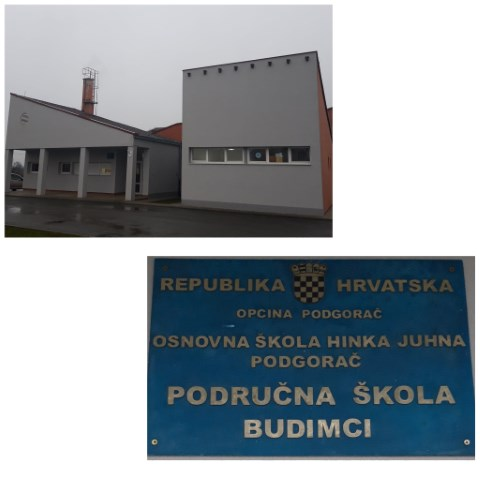 REPUBLIKA HRVATSKA
OPĆINA PODGORAČ
OSNOVNA ŠKOLA HINKA JUHNA
PODGORAČ
PODRUČNA ŠKOLA
BUDIMCI